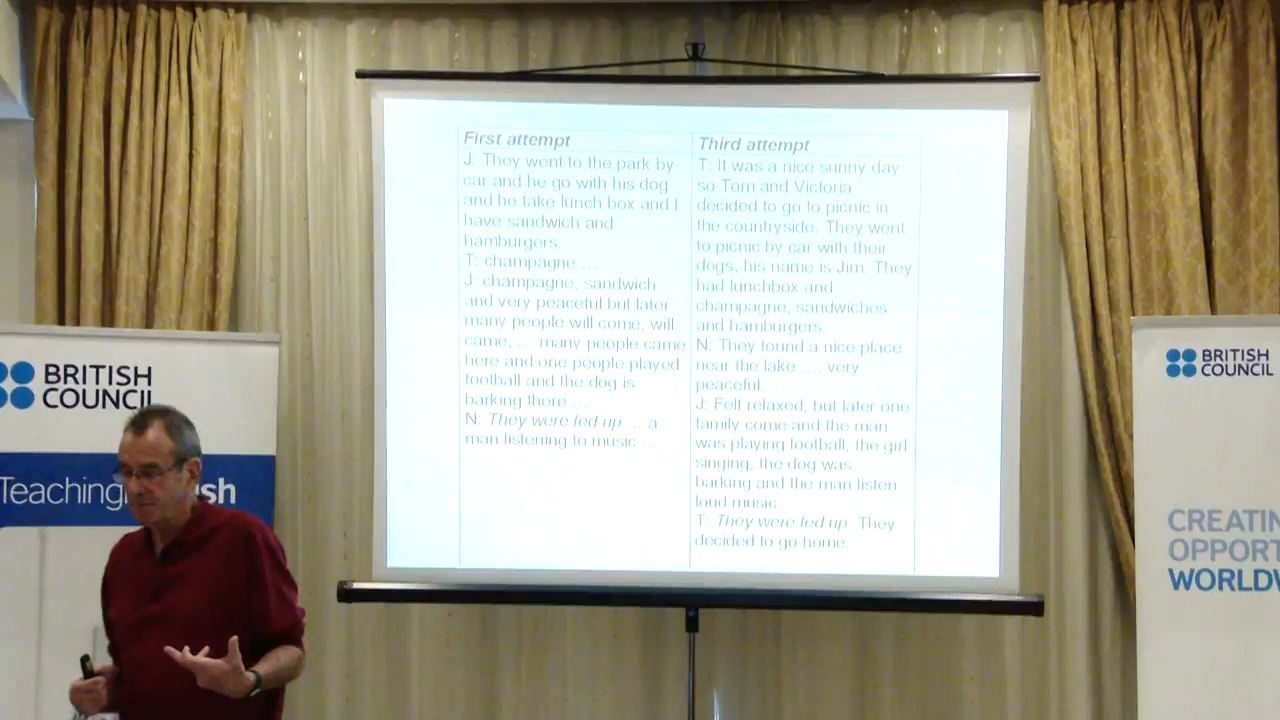 First attempt
J: They went to the park by
car and he go with his dog
and he take lunch box and I
have sandwich and
hamburgers.
T: champagne ...
J: champagne, sandwich
and very peaceful but later
many people will come, will
came, ... many people came
here and one people played
football and the dog is
barking there ...
N: They were fed up ... a
man listening to music ...
Third attempt
T: It was a nice sunny day
so Tom and Victoria
decided to go to picnic in
the countryside. They went
to picnic by car with their
dogs, his name is Jim. They
had lunchbox and
champagne, sandwiches
and hamburgers.
N: They found a nice place
near the lake .... very
peaceful.
J: Felt relaxed, but later one
family come and the man
was playing football, the girl
singing, the dog was
barking and the man listen
loud music.
T: They were fed up. They
decided to go home.
BRITISH
COUNCIL
Teaching
sh
BRITISH
COUNCIL
CREATIN
OPPORT
WORLDW